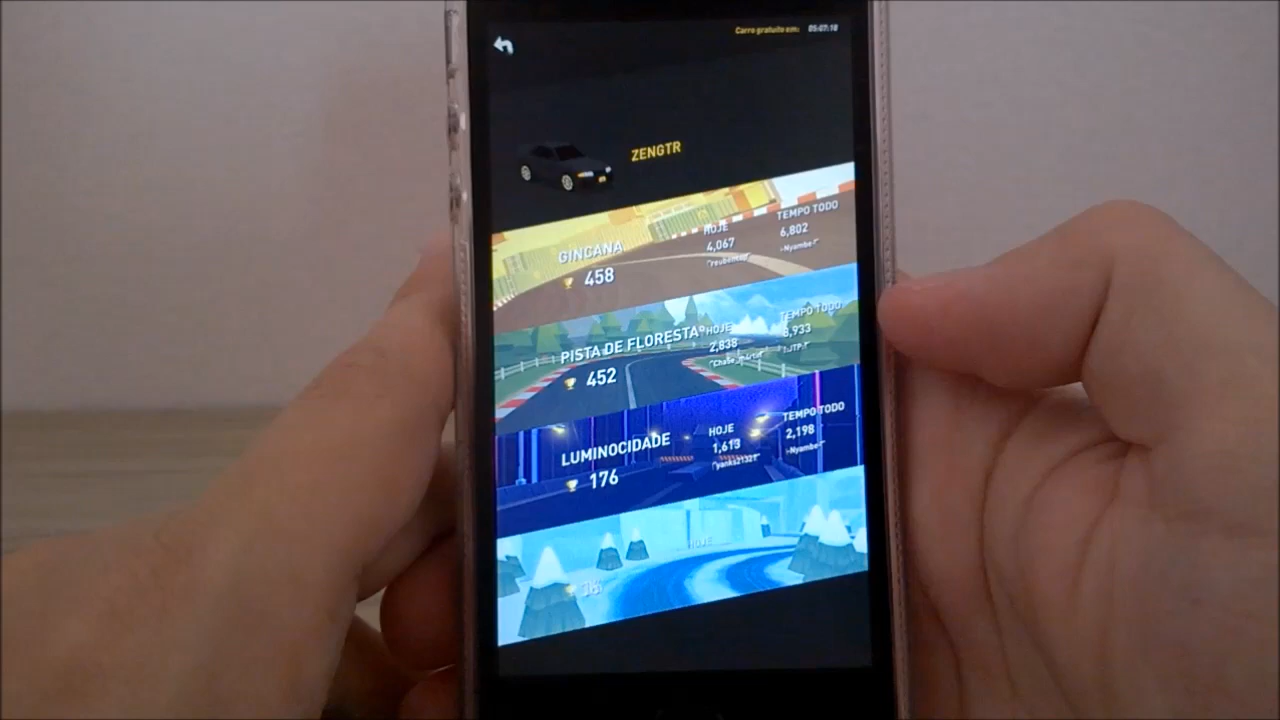 Carro gratuito em: 05:07:18
ZENGTR
GINCANA
458
HOJE
4,067
TEMPO TODO
6,802
~Nyambe~
PISTA DE FLORESTA
452
HOJE
2,838
TEMPO TODO
8,933
LUMINOCIDADE
176
HOJE
1,613
TEMPO TODO
2,198
~Nyambe~
HOJE